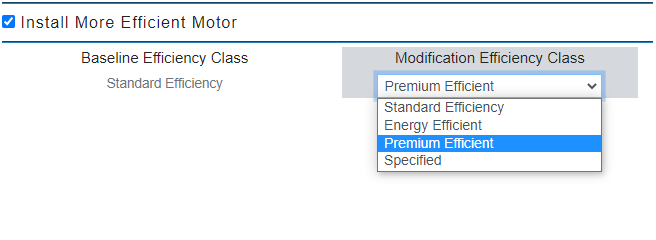 Install More Efficient Motor
Baseline Efficiency Class
Modification Efficiency Class
Standard Efficiency
Premium Efficient
Standard Efficiency
Energy Efficient
Premium Efficient
Specified